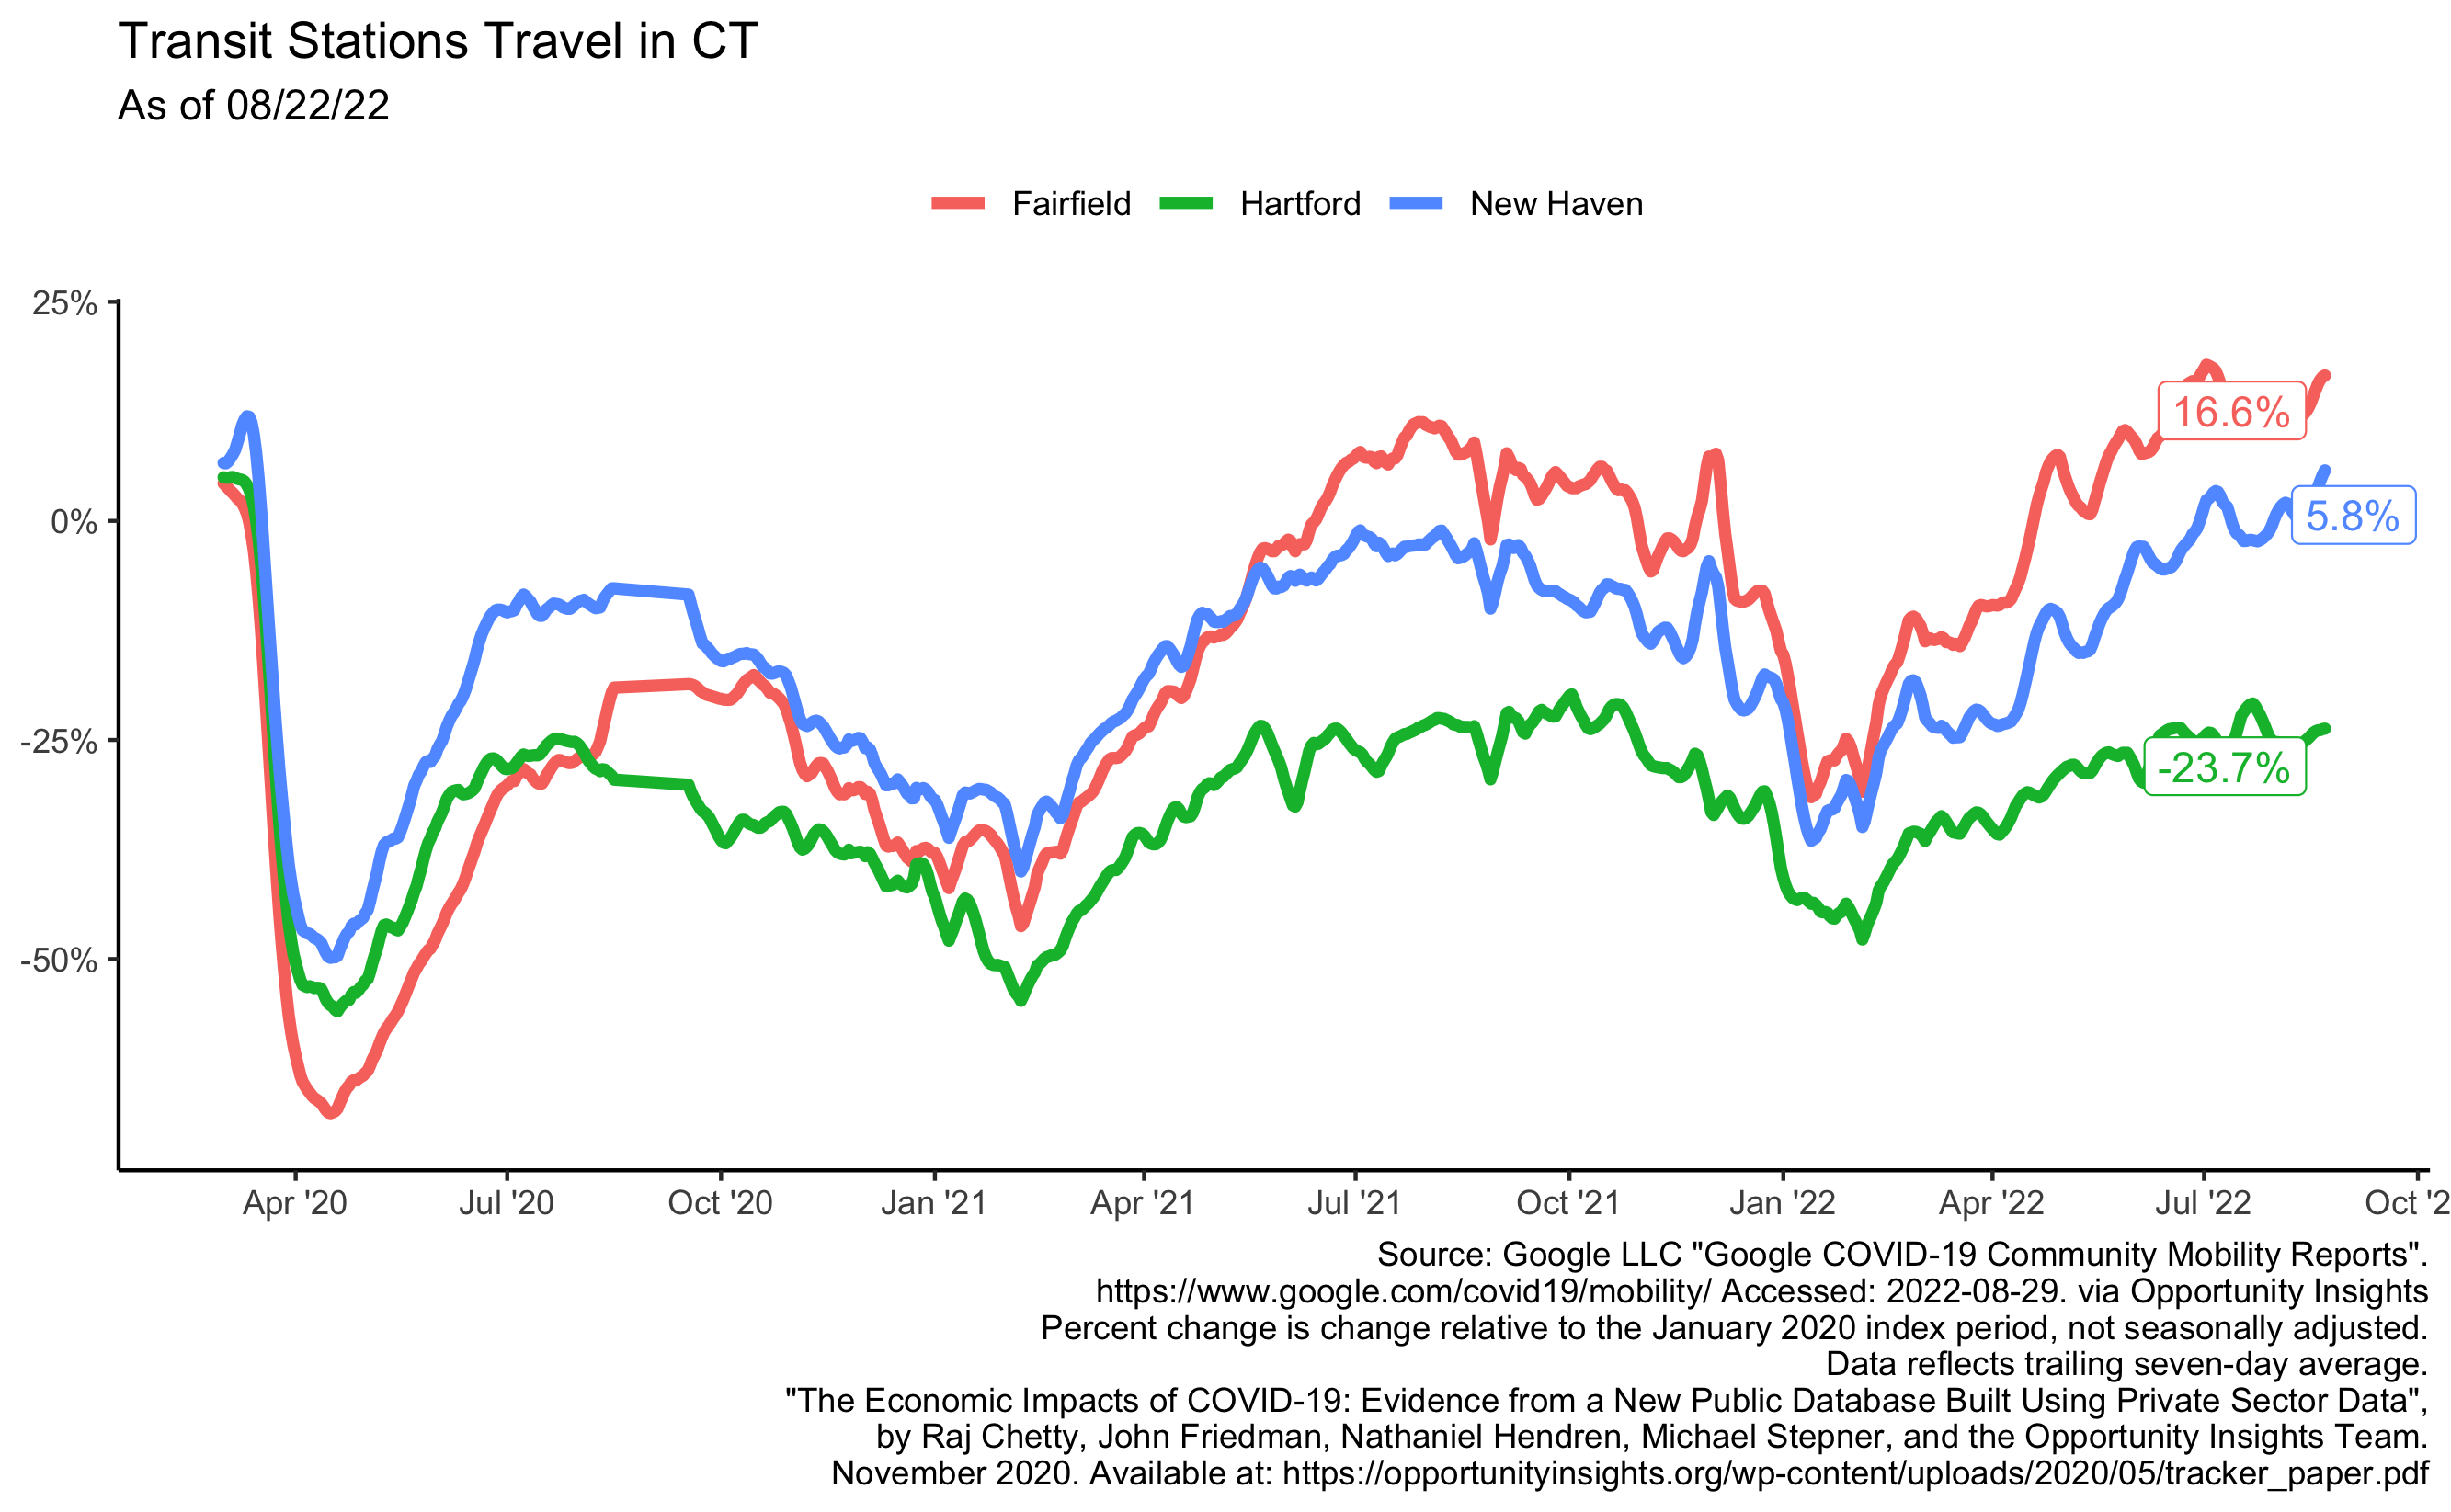 Transit Stations Travel in CT
As of 08/22/22
Fairfield Hartford New Haven
25%
0%
-25%
-50%
16.6%
5.8%
-23.7%
Apr '20 Jul '20 Oct '20 Jan '21 Apr '21 Jul '21 Oct '21 Jan '22 Apr '22 Jul '22 Oct '2
Source: Google LLC "Google COVID-19 Community Mobility Reports".
https://www.google.com/covid19/mobility/ Accessed: 2022-08-29. via Opportunity Insights
Percent change is change relative to the January 2020 index period, not seasonally adjusted.
Data reflects trailing seven-day average.
"The Economic Impacts of COVID-19: Evidence from a New Public Database Built Using Private Sector Data",
by Raj Chetty, John Friedman, Nathaniel Hendren, Michael Stepner, and the Opportunity Insights Team.
November 2020. Available at: https://opportunityinsights.org/wp-content/uploads/2020/05/tracker_paper.pdf